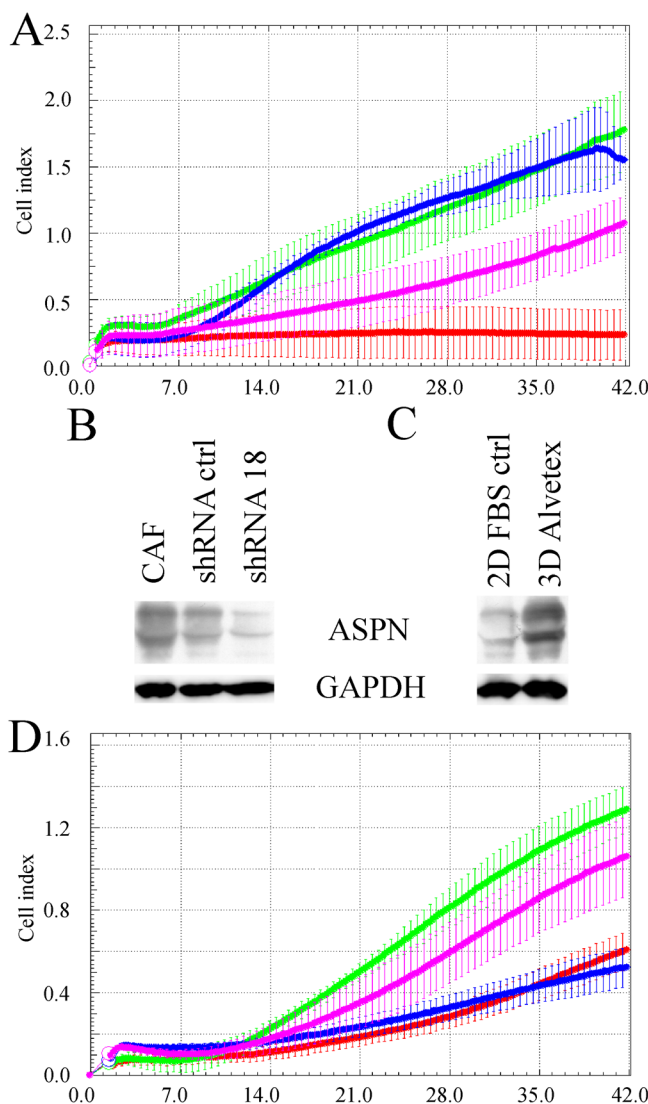 A
2.5
2.0
1.5
1.0
0.5
0.0
Cell index
0.0 7.0 14.0 21.0 28.0 35.0 42.0
B
CAF
shRNA ctrl
shRNA 18
C
2D FBS ctrl
3D Alvetex
ASPN
GAPDH
D
1.6
1.2
0.8
0.4
0.0
Cell index
0.0 7.0 14.0 21.0 28.0 35.0 42.0